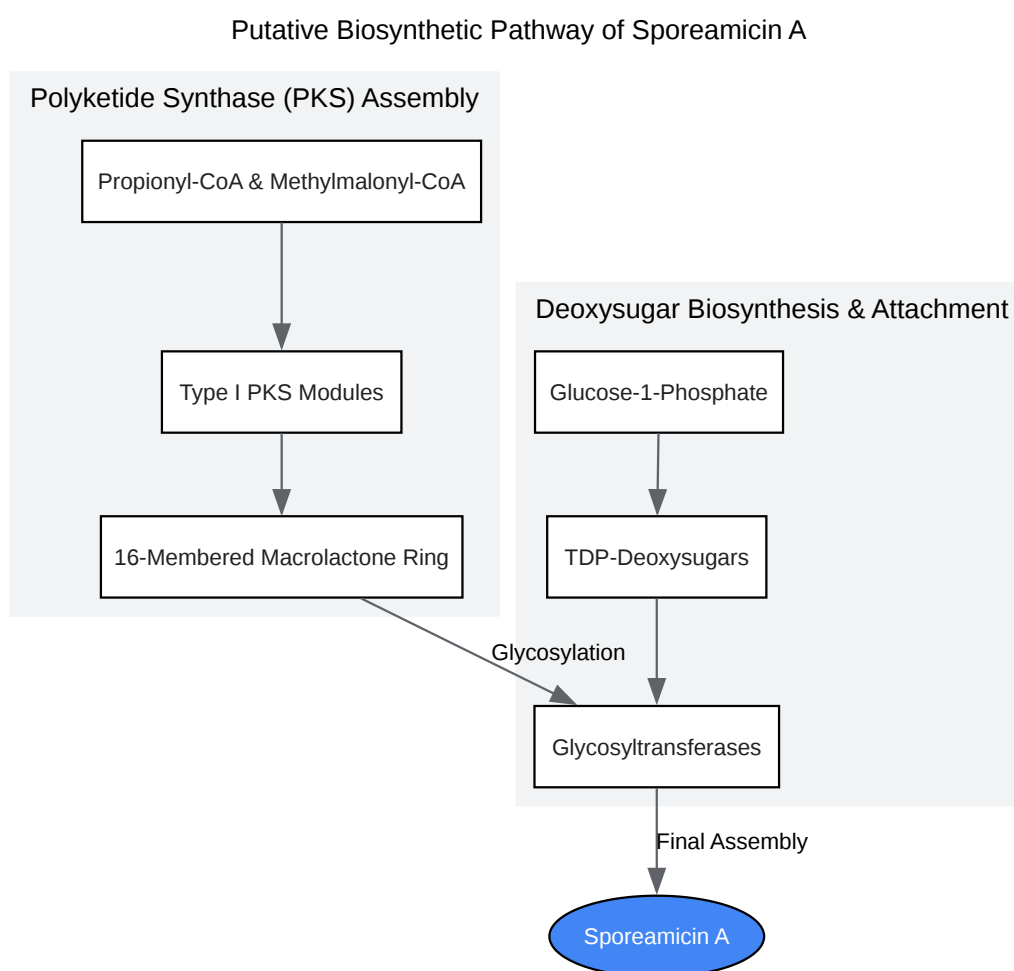 Putative Biosynthetic Pathway of Sporeamicin A
Polyketide Synthase (PKS) Assembly
Propionyl-CoA & Methylmalonyl-CoA
Type I PKS Modules
16-Membered Macrolactone Ring
Deoxysugar Biosynthesis & Attachment
Glucose-1-Phosphate
TDP-Deoxysugars
Glycosylation
Glycosyltransferases
Final Assembly
Sporeamicin A